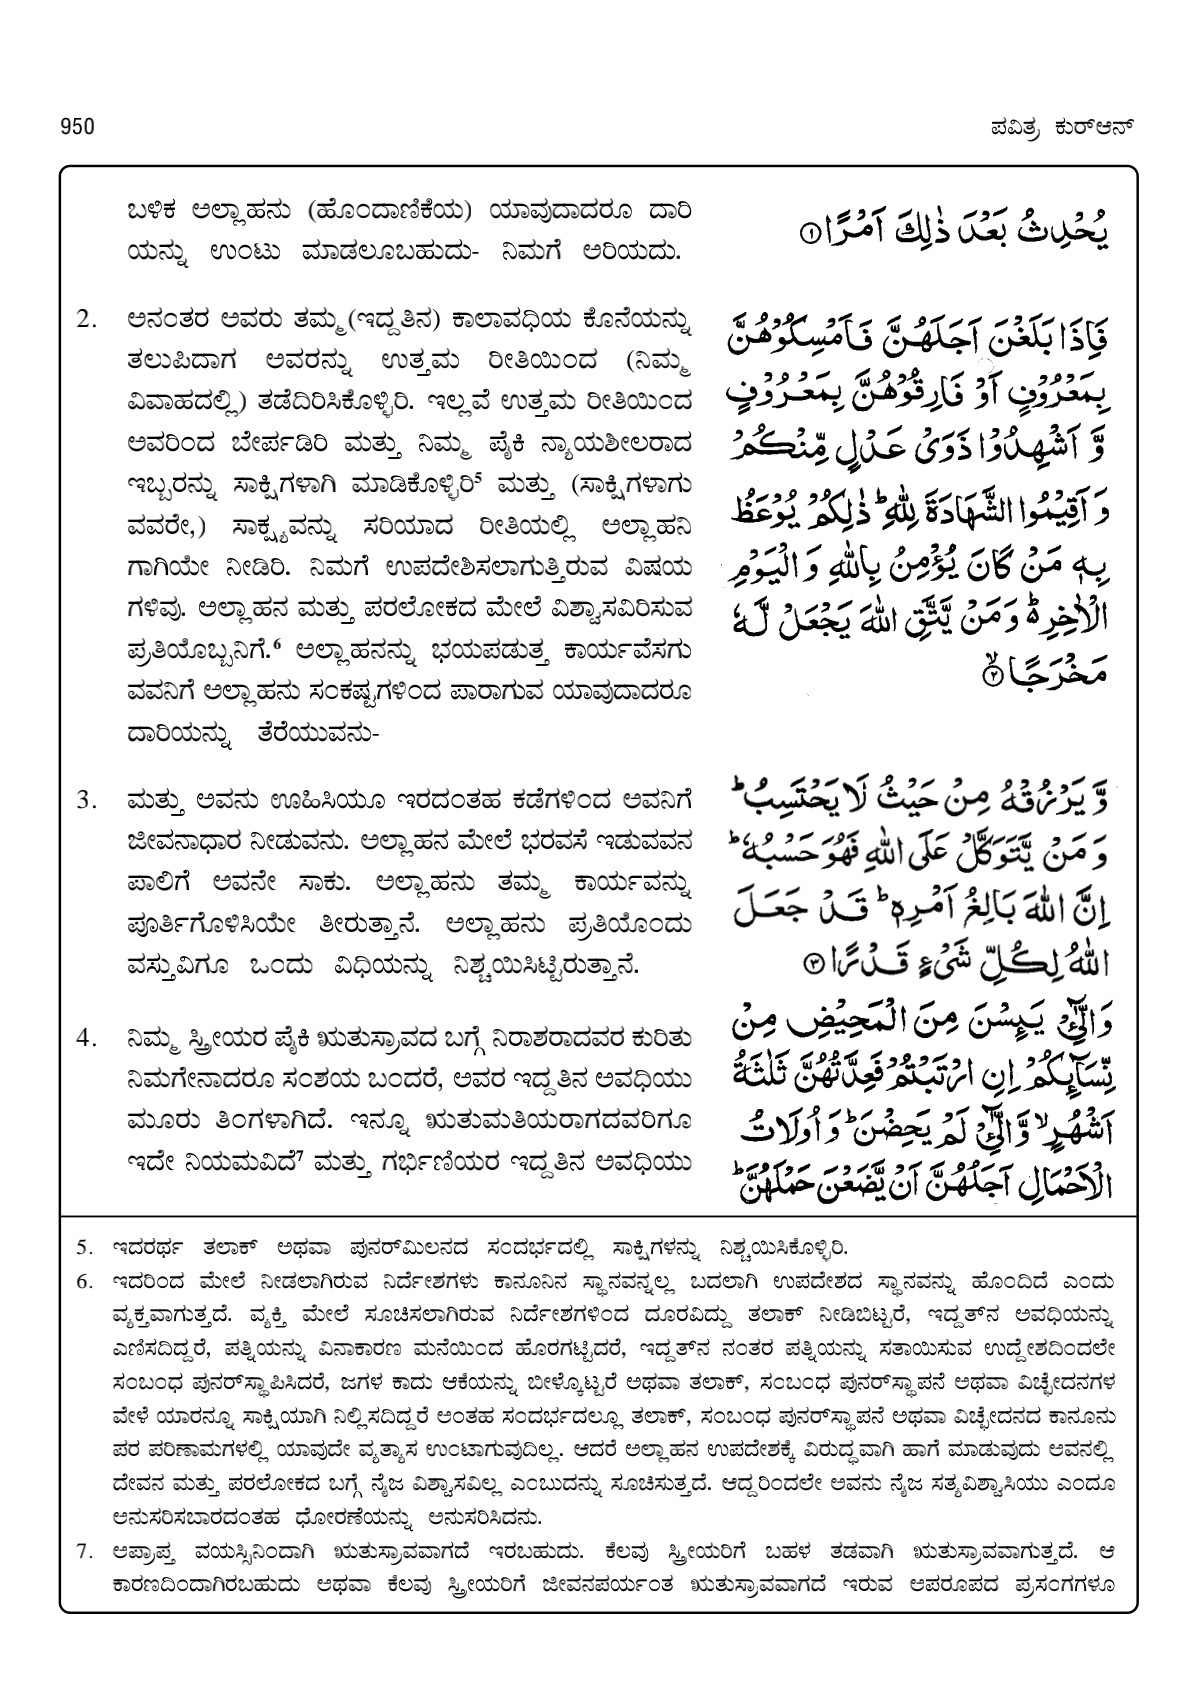 950
ಪವಿತ್ರ ಕುರ್‌ಆನ್
ಬಳಿಕ ಅಲ್ಲಾಹನು (ಹೊಂದಾಣಿಕೆಯ) ಯಾವುದಾದರೂ ದಾರಿ
ಯನ್ನು ಉಂಟು ಮಾಡಲೂಬಹುದು- ನಿಮಗೆ ಅರಿಯದು.
2. ಅನಂತರ ಅವರು ತಮ್ಮ (ಇದ್ದತಿನ) ಕಾಲಾವಧಿಯ ಕೊನೆಯನ್ನು
ತಲುಪಿದಾಗ ಅವರನ್ನು ಉತ್ತಮ ರೀತಿಯಿಂದ (ನಿಮ್ಮ
ವಿವಾಹದಲ್ಲಿ) ತಡೆದಿರಿಸಿಕೊಳ್ಳಿರಿ. ಇಲ್ಲವೆ ಉತ್ತಮ ರೀತಿಯಿಂದ
ಅವರಿಂದ ಬೇರ್ಪಡಿರಿ ಮತ್ತು ನಿಮ್ಮ ಪೈಕಿ ನ್ಯಾಯಶೀಲರಾದ
ಇಬ್ಬರನ್ನು ಸಾಕ್ಷಿಗಳಾಗಿ ಮಾಡಿಕೊಳ್ಳಿರಿ⁵ ಮತ್ತು (ಸಾಕ್ಷಿಗಳಾಗು
ವವರೇ,) ಸಾಕ್ಷ್ಯವನ್ನು ಸರಿಯಾದ ರೀತಿಯಲ್ಲಿ ಅಲ್ಲಾಹನಿ
ಗಾಗಿಯೇ ನೀಡಿರಿ. ನಿಮಗೆ ಉಪದೇಶಿಸಲಾಗುತ್ತಿರುವ ವಿಷಯ
ಗಳಿವು. ಅಲ್ಲಾಹನ ಮತ್ತು ಪರಲೋಕದ ಮೇಲೆ ವಿಶ್ವಾಸವಿರಿಸುವ
ಪ್ರತಿಯೊಬ್ಬನಿಗೆ.⁶ ಅಲ್ಲಾಹನನ್ನು ಭಯಪಡುತ್ತ ಕಾರ್ಯವೆಸಗು
ವವನಿಗೆ ಅಲ್ಲಾಹನು ಸಂಕಷ್ಟಗಳಿಂದ ಪಾರಾಗುವ ಯಾವುದಾದರೂ
ದಾರಿಯನ್ನು ತೆರೆಯುವನು-
3. ಮತ್ತು ಅವನು ಊಹಿಸಿಯೂ ಇರದಂತಹ ಕಡೆಗಳಿಂದ ಅವನಿಗೆ
ಜೀವನಾಧಾರ ನೀಡುವನು. ಅಲ್ಲಾಹನ ಮೇಲೆ ಭರವಸೆ ಇಡುವವನ
ಪಾಲಿಗೆ ಅವನೇ ಸಾಕು. ಅಲ್ಲಾಹನು ತಮ್ಮ ಕಾರ್ಯವನ್ನು
ಪೂರ್ತಿಗೊಳಿಸಿಯೇ ತೀರುತ್ತಾನೆ. ಅಲ್ಲಾಹನು ಪ್ರತಿಯೊಂದು
ವಸ್ತುವಿಗೂ ಒಂದು ವಿಧಿಯನ್ನು ನಿಶ್ಚಯಿಸಿಟ್ಟಿರುತ್ತಾನೆ.
4. ನಿಮ್ಮ ಸ್ತ್ರೀಯರ ಪೈಕಿ ಋತುಸ್ರಾವದ ಬಗ್ಗೆ ನಿರಾಶರಾದವರ ಕುರಿತು
ನಿಮಗೇನಾದರೂ ಸಂಶಯ ಬಂದರೆ, ಅವರ ಇದ್ದತಿನ ಅವಧಿಯು
ಮೂರು ತಿಂಗಳಾಗಿದೆ. ಇನ್ನೂ ಋತುಮತಿಯರಾಗದವರಿಗೂ
ಇದೇ ನಿಯಮವಿದೆ⁷ ಮತ್ತು ಗರ್ಭಿಣಿಯರ ಇದ್ದತಿನ ಅವಧಿಯು
يُحْدِثُ بَعْدَ ذٰلِكَ اَمْرًا ۝١
فَاِذَا بَلَغْنَ اَجَلَهُنَّ فَاَمْسِكُوْهُنَّ
بِمَعْرُوْفٍ اَوْ فَارِقُوْهُنَّ بِمَعْرُوْفٍ
وَّ اَشْهِدُوْا ذَوَىْ عَدْلٍ مِّنْكُمْ
وَ اَقِيْمُوا الشَّهَادَةَ لِلّٰهِ ؕ ذٰلِكُمْ يُوْعَظُ
بِهٖ مَنْ كَانَ يُؤْمِنُ بِاللّٰهِ وَ الْيَوْمِ
الْاٰخِرِ ؕ۬ وَ مَنْ يَّتَّقِ اللّٰهَ يَجْعَلْ لَّهٗ
مَخْرَجًا ۙ۝٢
وَّ يَرْزُقْهُ مِنْ حَيْثُ لَا يَحْتَسِبُ ؕ
وَ مَنْ يَّتَوَكَّلْ عَلَى اللّٰهِ فَهُوَ حَسْبُهٗ ؕ
اِنَّ اللّٰهَ بَالِغُ اَمْرِهٖ ؕ قَدْ جَعَلَ
اللّٰهُ لِكُلِّ شَىْءٍ قَدْرًا ۝٣
وَ الّٰٓـِٔىْ يَئِسْنَ مِنَ الْمَحِيْضِ مِنْ
نِّسَآئِكُمْ اِنِ ارْتَبْتُمْ فَعِدَّتُهُنَّ ثَلٰثَةُ
اَشْهُرٍ ۙ وَّ الّٰٓـِٔىْ لَمْ يَحِضْنَ ؕ وَ اُولَاتُ
الْاَحْمَالِ اَجَلُهُنَّ اَنْ يَّضَعْنَ حَمْلَهُنَّ ؕ
5. ಇದರರ್ಥ ತಲಾಕ್ ಅಥವಾ ಪುನರ್‌ಮಿಲನದ ಸಂದರ್ಭದಲ್ಲಿ ಸಾಕ್ಷಿಗಳನ್ನು ನಿಶ್ಚಯಿಸಿಕೊಳ್ಳಿರಿ.
6. ಇದರಿಂದ ಮೇಲೆ ನೀಡಲಾಗಿರುವ ನಿರ್ದೇಶಗಳು ಕಾನೂನಿನ ಸ್ಥಾನವನ್ನಲ್ಲ ಬದಲಾಗಿ ಉಪದೇಶದ ಸ್ಥಾನವನ್ನು ಹೊಂದಿದೆ ಎಂದು
ವ್ಯಕ್ತವಾಗುತ್ತದೆ. ವ್ಯಕ್ತಿ ಮೇಲೆ ಸೂಚಿಸಲಾಗಿರುವ ನಿರ್ದೇಶಗಳಿಂದ ದೂರವಿದ್ದು ತಲಾಕ್ ನೀಡಿಬಿಟ್ಟರೆ, ಇದ್ದತ್‌ನ ಅವಧಿಯನ್ನು
ಎಣಿಸದಿದ್ದರೆ, ಪತ್ನಿಯನ್ನು ವಿನಾಕಾರಣ ಮನೆಯಿಂದ ಹೊರಗಟ್ಟಿದರೆ, ಇದ್ದತ್‌ನ ನಂತರ ಪತ್ನಿಯನ್ನು ಸತಾಯಿಸುವ ಉದ್ದೇಶದಿಂದಲೇ
ಸಂಬಂಧ ಪುನರ್‌ಸ್ಥಾಪಿಸಿದರೆ, ಜಗಳ ಕಾದು ಆಕೆಯನ್ನು ಬೀಳ್ಕೊಟ್ಟರೆ ಅಥವಾ ತಲಾಕ್, ಸಂಬಂಧ ಪುನರ್‌ಸ್ಥಾಪನೆ ಅಥವಾ ವಿಚ್ಛೇದನಗಳ
ವೇಳೆ ಯಾರನ್ನೂ ಸಾಕ್ಷಿಯಾಗಿ ನಿಲ್ಲಿಸದಿದ್ದರೆ ಅಂತಹ ಸಂದರ್ಭದಲ್ಲೂ ತಲಾಕ್, ಸಂಬಂಧ ಪುನರ್‌ಸ್ಥಾಪನೆ ಅಥವಾ ವಿಚ್ಛೇದನದ ಕಾನೂನು
ಪರ ಪರಿಣಾಮಗಳಲ್ಲಿ ಯಾವುದೇ ವ್ಯತ್ಯಾಸ ಉಂಟಾಗುವುದಿಲ್ಲ. ಆದರೆ ಅಲ್ಲಾಹನ ಉಪದೇಶಕ್ಕೆ ವಿರುದ್ಧವಾಗಿ ಹಾಗೆ ಮಾಡುವುದು ಅವನಲ್ಲಿ
ದೇವನ ಮತ್ತು ಪರಲೋಕದ ಬಗ್ಗೆ ನೈಜ ವಿಶ್ವಾಸವಿಲ್ಲ ಎಂಬುದನ್ನು ಸೂಚಿಸುತ್ತದೆ. ಆದ್ದರಿಂದಲೇ ಅವನು ನೈಜ ಸತ್ಯವಿಶ್ವಾಸಿಯು ಎಂದೂ
ಅನುಸರಿಸಬಾರದಂತಹ ಧೋರಣೆಯನ್ನು ಅನುಸರಿಸಿದನು.
7. ಅಪ್ರಾಪ್ತ ವಯಸ್ಸಿನಿಂದಾಗಿ ಋತುಸ್ರಾವವಾಗದೆ ಇರಬಹುದು. ಕೆಲವು ಸ್ತ್ರೀಯರಿಗೆ ಬಹಳ ತಡವಾಗಿ ಋತುಸ್ರಾವವಾಗುತ್ತದೆ. ಆ
ಕಾರಣದಿಂದಾಗಿರಬಹುದು ಅಥವಾ ಕೆಲವು ಸ್ತ್ರೀಯರಿಗೆ ಜೀವನಪರ್ಯಂತ ಋತುಸ್ರಾವವಾಗದೆ ಇರುವ ಅಪರೂಪದ ಪ್ರಸಂಗಗಳೂ